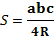 S = abc/4R